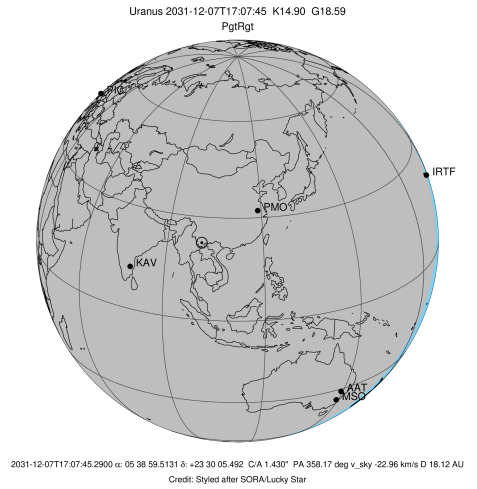 Uranus 2031-12-07T17:07:45 K14.90 G18.59
PgtRgt
PIC
IRTF
PMO
KAV
AAT
MSO
2031-12-07T17:07:45.2900 α: 05 38 59.5131 δ: +23 30 05.492 C/A 1.430" PA 358.17 deg v_sky -22.96 km/s D 18.12 AU
Credit: Styled after SORA/Lucky Star